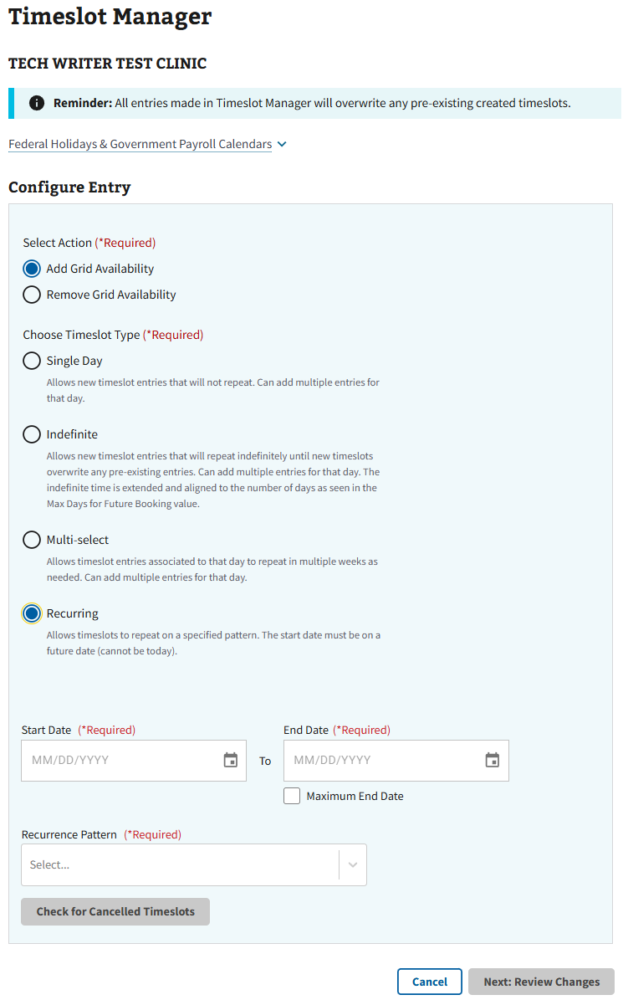 Timeslot Manager
TECH WRITER TEST CLINIC
Reminder: All entries made in Timeslot Manager will overwrite any pre-existing created timeslots.
Federal Holidays & Government Payroll Calendars
Configure Entry
Select Action (*Required)
Add Grid Availability
Remove Grid Availability
Choose Timeslot Type (*Required)
Single Day
Allows new timeslot entries that will not repeat. Can add multiple entries for
that day.
Indefinite
Allows new timeslot entries that will repeat indefinitely until new timeslots
overwrite any pre-existing entries. Can add multiple entries for that day. The
indefinite time is extended and aligned to the number of days as seen in the
Max Days for Future Booking value.
Multi-select
Allows timeslot entries associated to that day to repeat in multiple weeks as
needed. Can add multiple entries for that day.
Recurring
Allows timeslots to repeat on a specified pattern. The start date must be on a
future date (cannot be today).
Start Date (*Required) End Date (*Required)
MM/DD/YYYY To MM/DD/YYYY
Maximum End Date
Recurrence Pattern (*Required)
Select...
Check for Cancelled Timeslots
Cancel Next: Review Changes